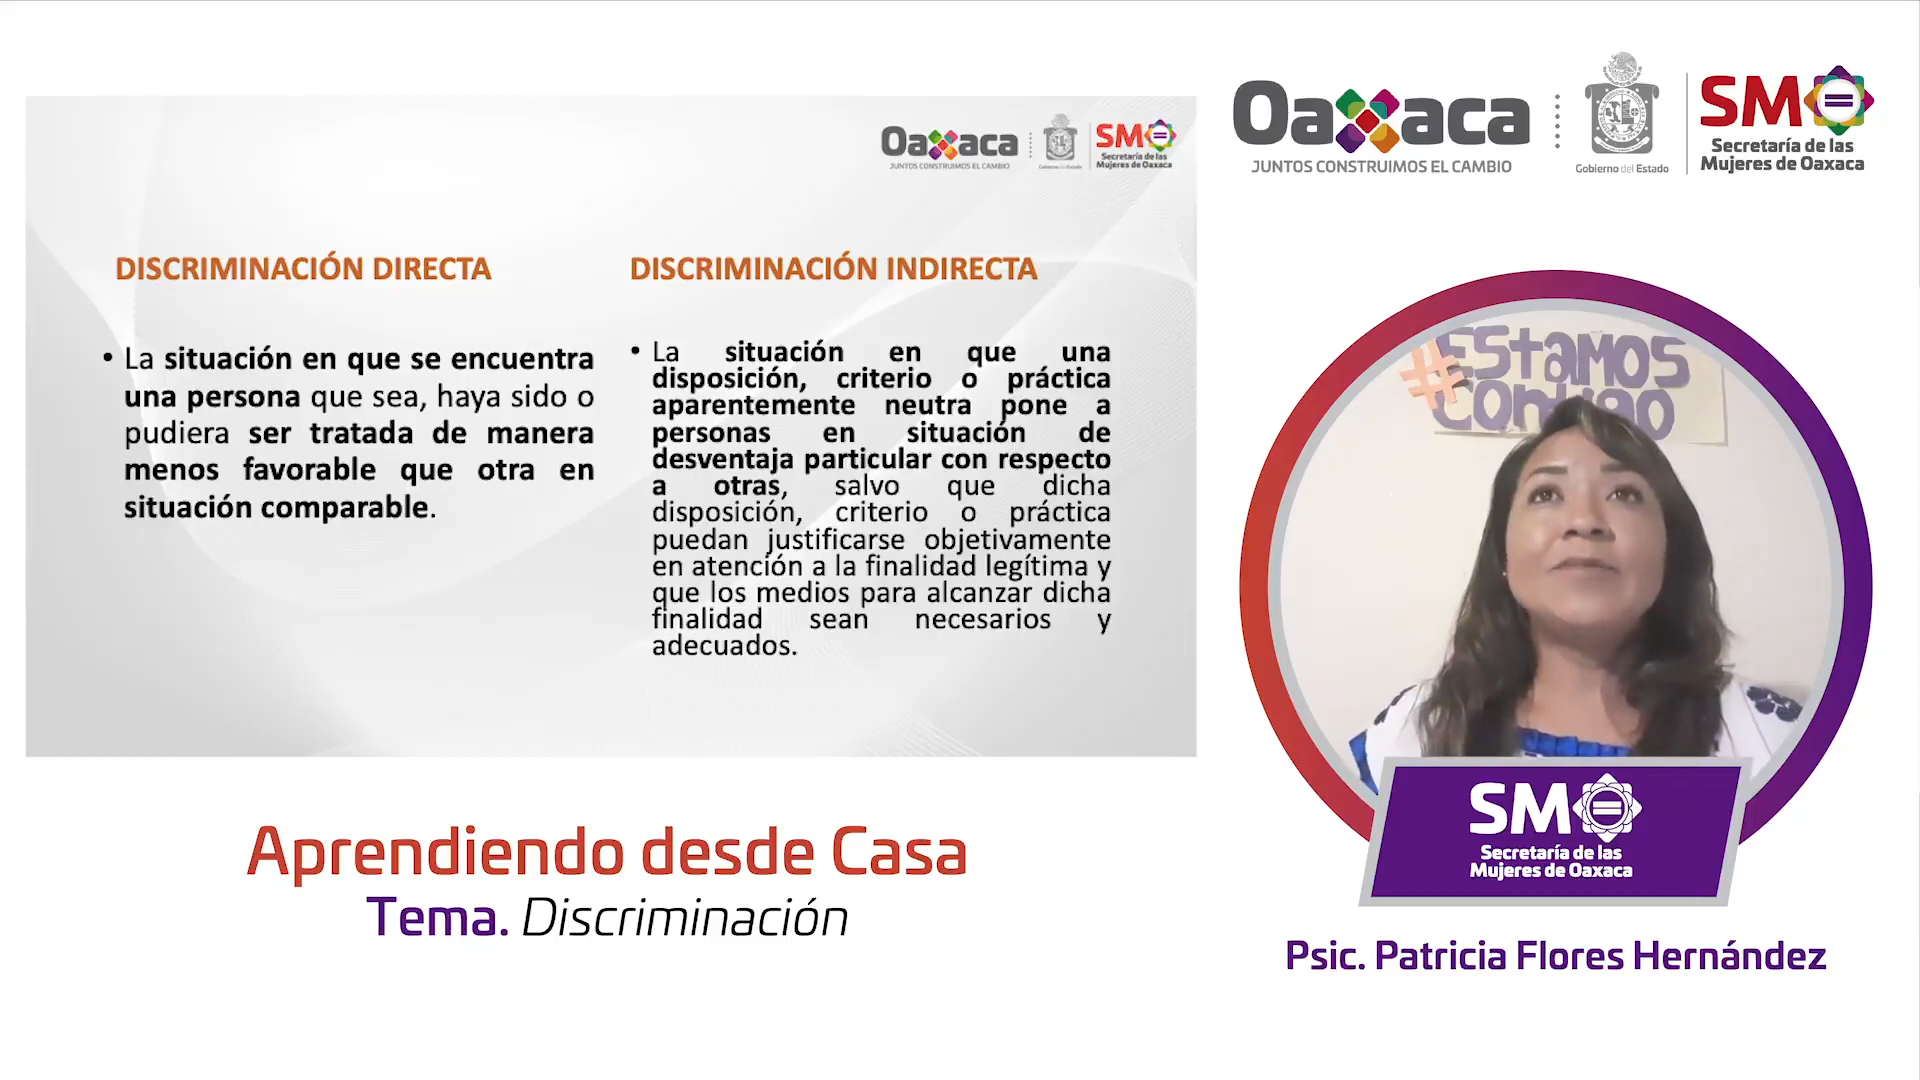 Oaxaca
JUNTOS CONSTRUIMOS EL CAMBIO
Gobierno del Estado
SM
Secretaría de las
Mujeres de Oaxaca
Oaxaca
JUNTOS CONSTRUIMOS EL CAMBIO
Gobierno del Estado
SM
Secretaría de las
Mujeres de Oaxaca
DISCRIMINACIÓN DIRECTA
• La situación en que se encuentra
una persona que sea, haya sido o
pudiera ser tratada de manera
menos favorable que otra en
situación comparable.
DISCRIMINACIÓN INDIRECTA
• La situación en que una
disposición, criterio o práctica
aparentemente neutra pone a
personas en situación de
desventaja particular con respecto
a otras, salvo que dicha
disposición, criterio o práctica
puedan justificarse objetivamente
en atención a la finalidad legítima y
que los medios para alcanzar dicha
finalidad sean necesarios y
adecuados.
#EStamos
Contigo
SM
Secretaría de las
Mujeres de Oaxaca
Psic. Patricia Flores Hernández
Aprendiendo desde Casa
Tema. Discriminación